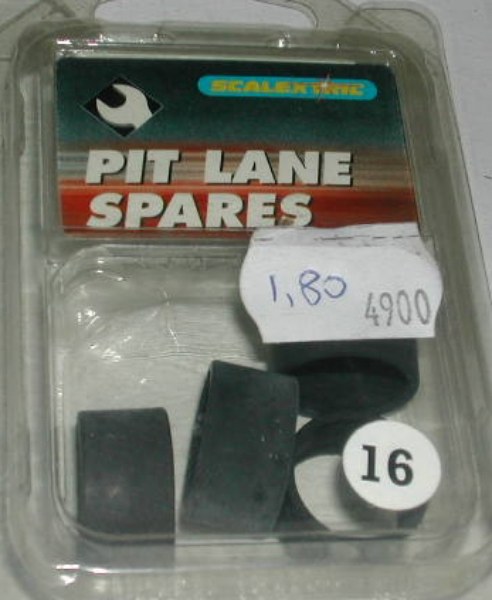 SCALEXTRIC
PIT LANE
SPARES
1,80
4900
16